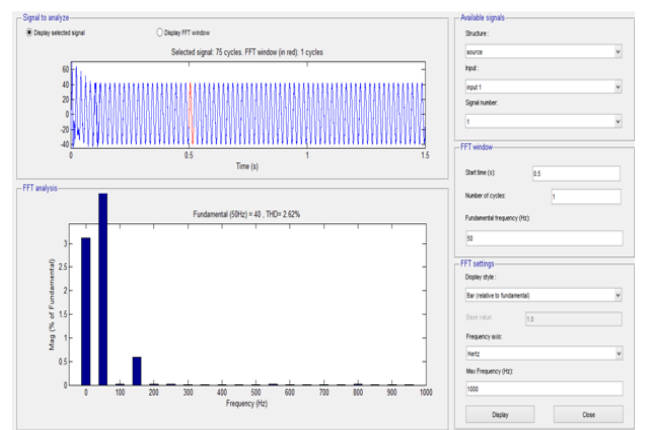 Signal to analyze
Display selected signal
Display FFT window
Selected signal: 75 cycles. FFT window (in red): 1 cycles
60
40
20
0
-20
-40
0
0.5
1
1.5
Time (s)
FFT analysis
Fundamental (50Hz) = 40 , THD= 2.62%
3
2.5
2
1.5
1
0.5
0
Mag (% of Fundamental)
0
100
200
300
400
500
600
700
800
900
1000
Frequency (Hz)
Available signals
Structure :
source
Input :
input 1
Signal number:
1
FFT window
Start time (s):
0.5
Number of cycles:
1
Fundamental frequency (Hz):
50
FFT settings
Display style :
Bar (relative to fundamental)
Base value:
1.0
Frequency axis:
Hertz
Max Frequency (Hz):
1000
Display
Close